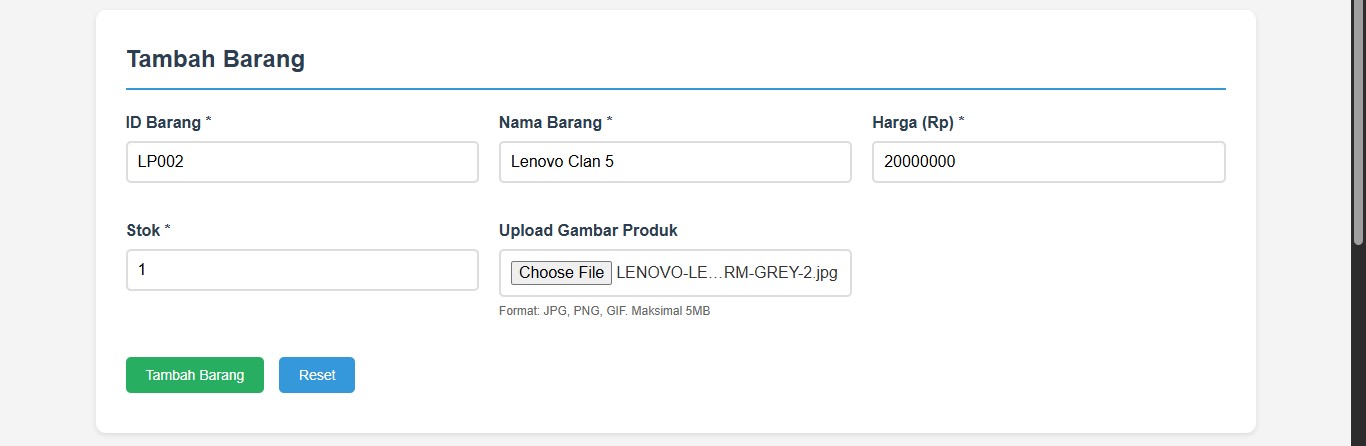 Tambah Barang
ID Barang *
Nama Barang *
Harga (Rp) *
LP002
Lenovo Clan 5
20000000
Stok *
Upload Gambar Produk
1
Choose File LENOVO-LE...RM-GREY-2.jpg
Format: JPG, PNG, GIF. Maksimal 5MB
Tambah Barang
Reset